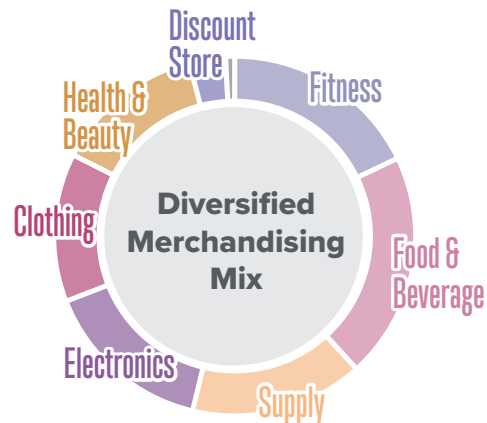 Discount
Store
Fitness
Health &
Beauty
Clothing
Diversified
Merchandising
Mix
Food &
Beverage
Electronics
Supply